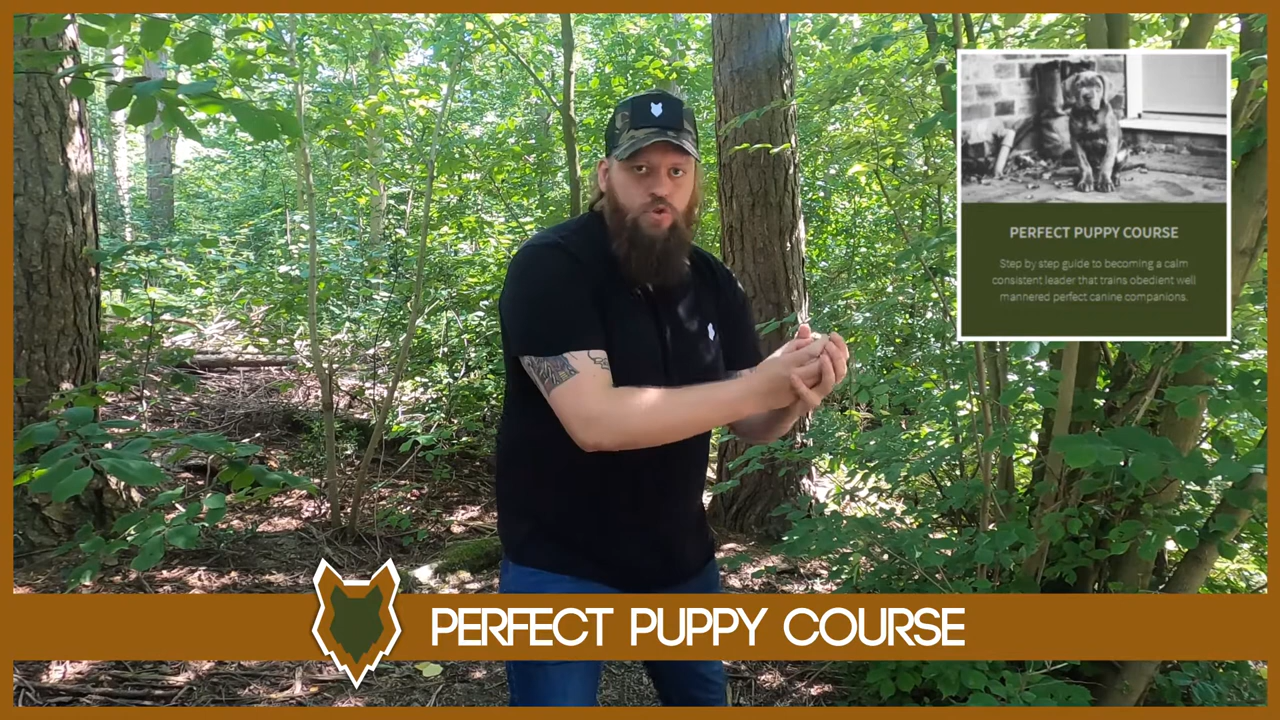 PERFECT PUPPY COURSE
Step by step guide to becoming a calm
consistent leader that trains obedient well
mannered perfect canine companions.
PERFECT PUPPY COURSE